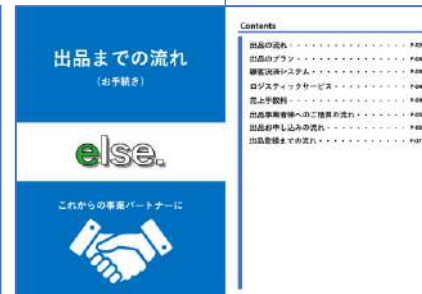 出品までの流れ
(お手続き)
else.
これからの事業パートナーに
Contents
出品の流れ・・・・・・・・・・・・・・・・・
出品のプラン・・・・・・・・・・・・・・・・
顧客決済システム・・・・・・・・・・・・・・
ロジスティックサービス・・・・・・・・・・・
売上手数料・・・・・・・・・・・・・・・・・
出品事業者様へのご精算の流れ・・・・・・・・
出品お申し込みの流れ・・・・・・・・・・・・
出品登録までの流れ・・・・・・・・・・・・・